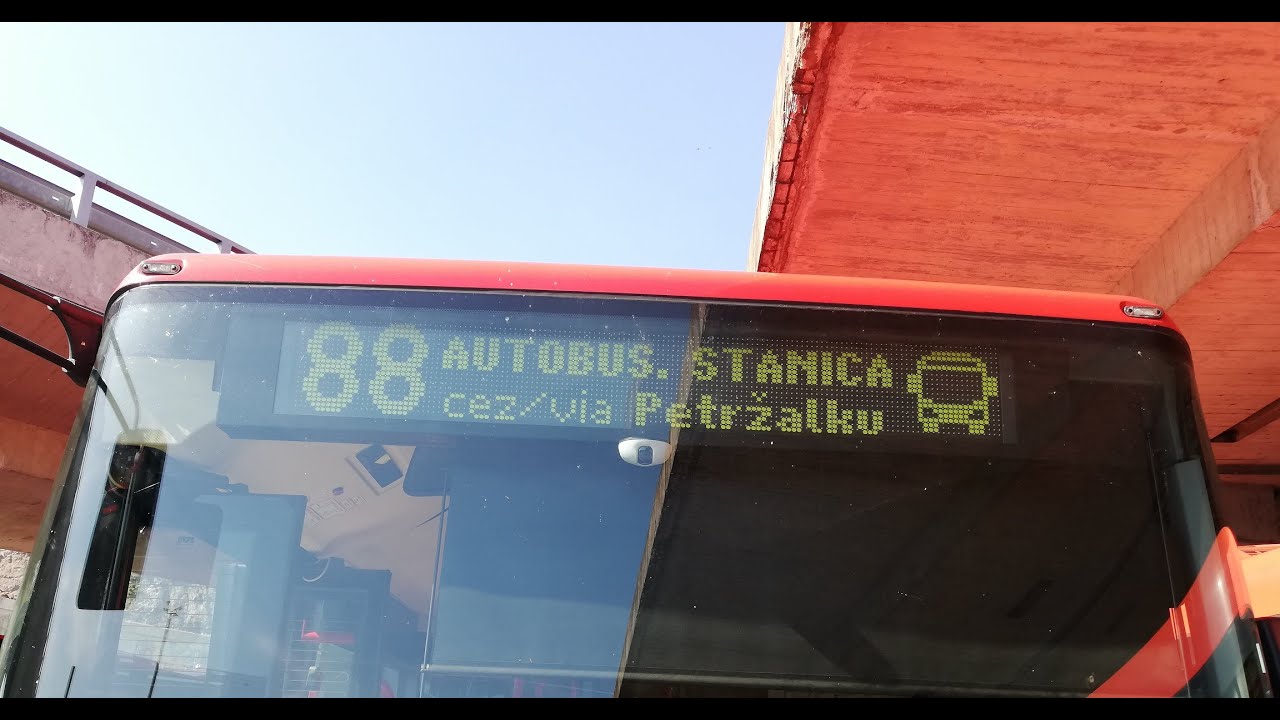 88 AUTOBUS. STANICA
cez/via Petržalku